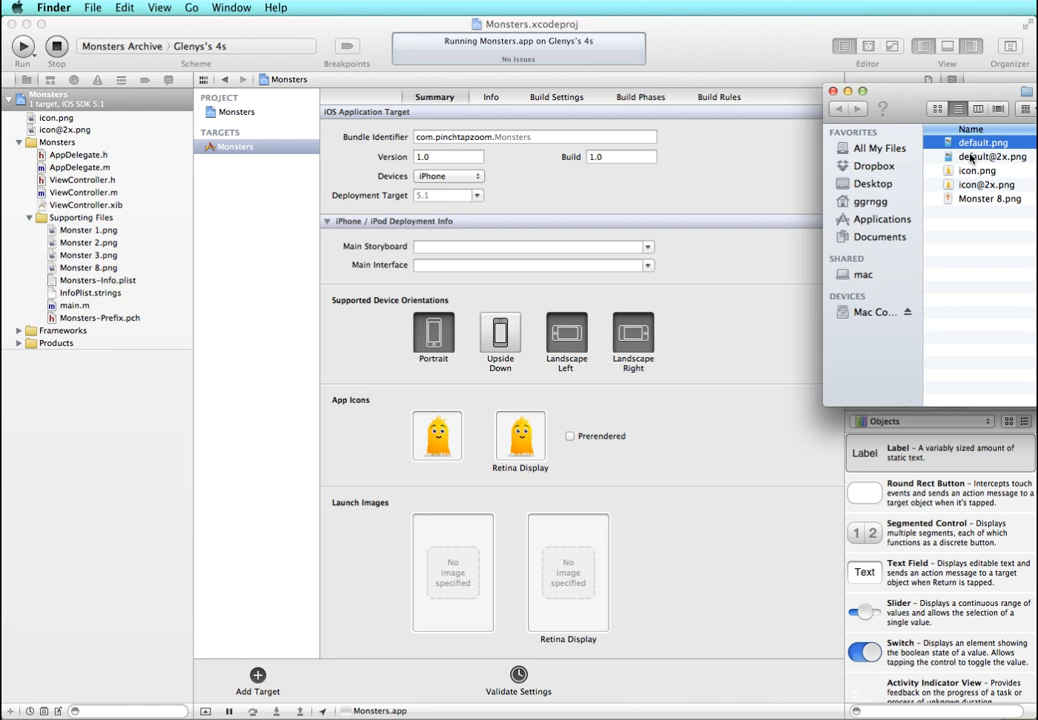 Finder File Edit View Go Window Help
Monsters.xcodeproj
Monsters Archive Glenys's 4s
Running Monsters.app on Glenys's 4s
No Issues
Run Stop Scheme Breakpoints Editor View Organizer
Monsters
1 target, iOS SDK 5.1
icon.png
icon@2x.png
Monsters
AppDelegate.h
AppDelegate.m
ViewController.h
ViewController.m
ViewController.xib
Supporting Files
Monster 1.png
Monster 2.png
Monster 3.png
Monster 8.png
Monsters-Info.plist
InfoPlist.strings
main.m
Monsters-Prefix.pch
Frameworks
Products
Monsters
PROJECT
Monsters
TARGETS
Monsters
Summary Info Build Settings Build Phases Build Rules
iOS Application Target
Bundle Identifier com.pinchtapzoom.Monsters
Version 1.0 Build 1.0
Devices iPhone
Deployment Target 5.1
iPhone / iPod Deployment Info
Main Storyboard
Main Interface
Supported Device Orientations
Portrait Upside Down Landscape Left Landscape Right
App Icons
Prerendered
Retina Display
Launch Images
No image specified
No image specified
Retina Display
Add Target Validate Settings
Monsters.app
FAVORITES
All My Files
Dropbox
Desktop
ggrngg
Applications
Documents
SHARED
mac
DEVICES
Mac Co...
Name
default.png
default@2x.png
icon.png
icon@2x.png
Monster 8.png
Objects
Label
Label - A variably sized amount of
static text.
Round Rect Button - Intercepts touch
events and sends an action message to a
target object when it's tapped.
1 2
Segmented Control - Displays
multiple segments, each of which
functions as a discrete button.
Text
Text Field - Displays editable text and
sends an action message to a target
object when Return is tapped.
Slider - Displays a continuous range of
values and allows the selection of a
single value.
Switch - Displays an element showing
the boolean state of a value. Allows
tapping the control to toggle the value.
Activity Indicator View - Provides
feedback on the progress of a task or